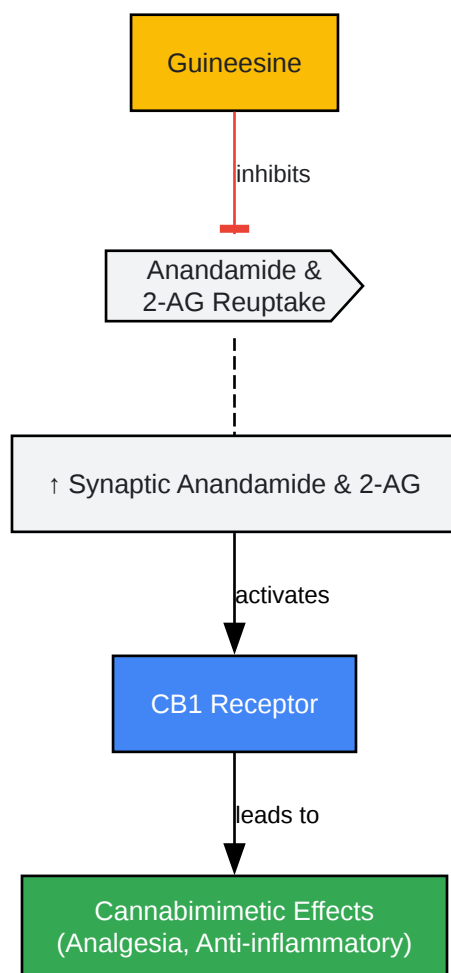 Guineesine
inhibits
Anandamide &
2-AG Reuptake
↑ Synaptic Anandamide & 2-AG
activates
CB1 Receptor
leads to
Cannabimimetic Effects
(Analgesia, Anti-inflammatory)